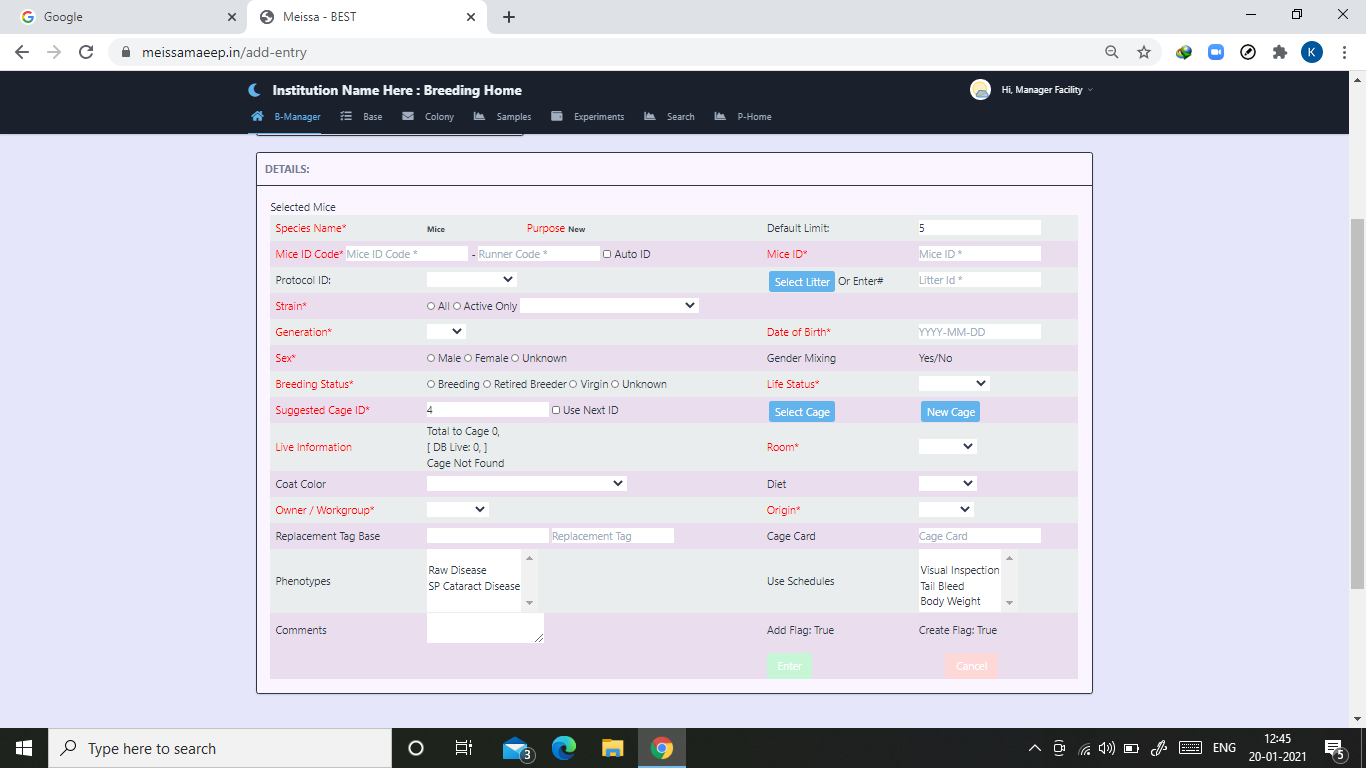 Google
Meissa - BEST
meissamaeep.in/add-entry
K
Institution Name Here : Breeding Home
Hi, Manager Facility
B-Manager Base Colony Samples Experiments Search P-Home
DETAILS:
Selected Mice
Species Name* Mice Purpose New Default Limit: 5
Mice ID Code* Mice ID Code * - Runner Code * Auto ID Mice ID* Mice ID *
Protocol ID: Select Litter Or Enter# Litter Id *
Strain* All Active Only
Generation* Date of Birth* YYYY-MM-DD
Sex* Male Female Unknown Gender Mixing Yes/No
Breeding Status* Breeding Retired Breeder Virgin Unknown Life Status*
Suggested Cage ID* 4 Use Next ID Select Cage New Cage
Total to Cage 0,
Live Information [ DB Live: 0, ] Room*
Cage Not Found
Coat Color Diet
Owner / Workgroup* Origin*
Replacement Tag Base Replacement Tag Cage Card Cage Card
Raw Disease Visual Inspection
Phenotypes SP Cataract Disease Use Schedules Tail Bleed
Body Weight
Comments Add Flag: True Create Flag: True
Enter Cancel
Type here to search
3
ENG
12:45
20-01-2021
5